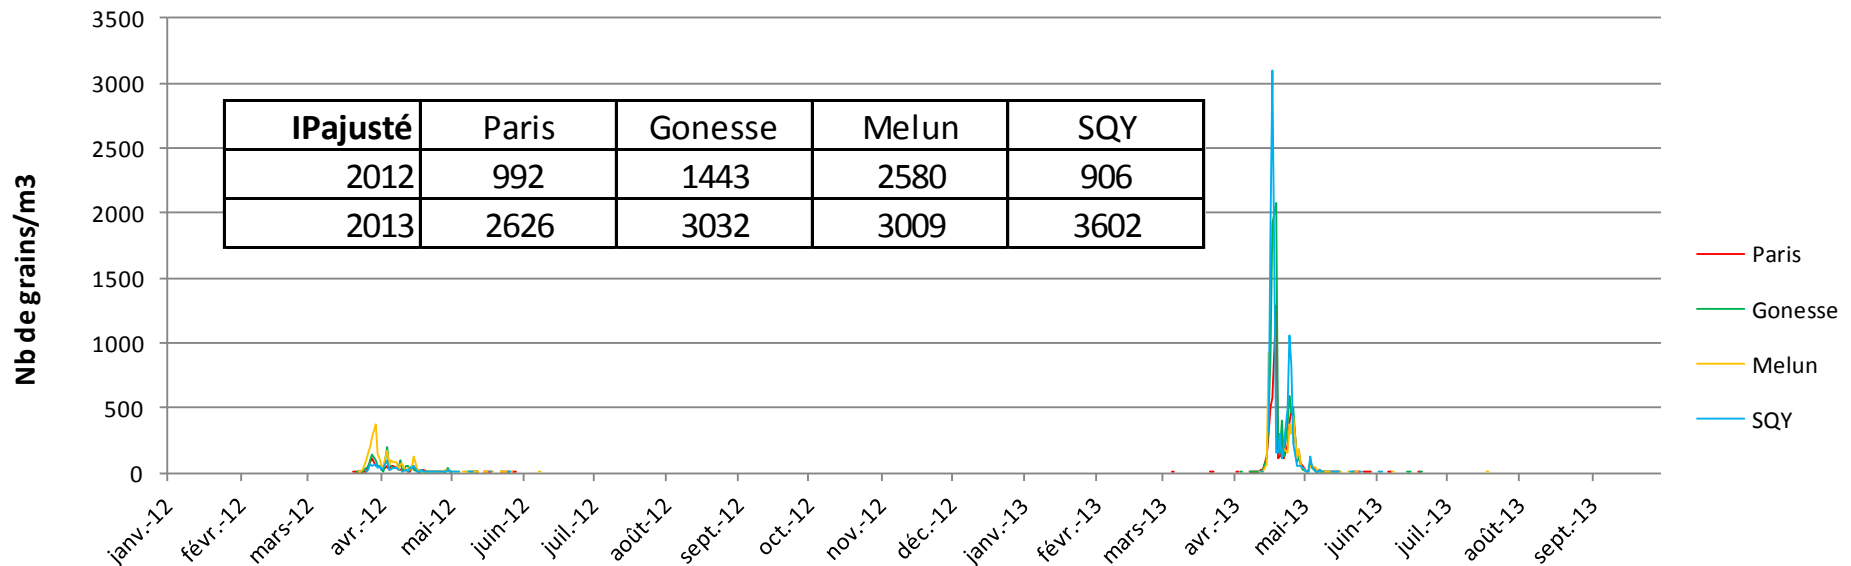 3500
3000
2500
2000
1500
1000
500
0
Nb de grains/m3
IPajusté Paris Gonesse Melun SQY
2012 992 1443 2580 906
2013 2626 3032 3009 3602
Paris
Gonesse
Melun
SQY
janv.-12
févr.-12
mars-12
avr.-12
mai-12
juin-12
juil.-12
août-12
sept.-12
oct.-12
nov.-12
déc.-12
janv.-13
févr.-13
mars-13
avr.-13
mai-13
juin-13
juil.-13
août-13
sept.-13